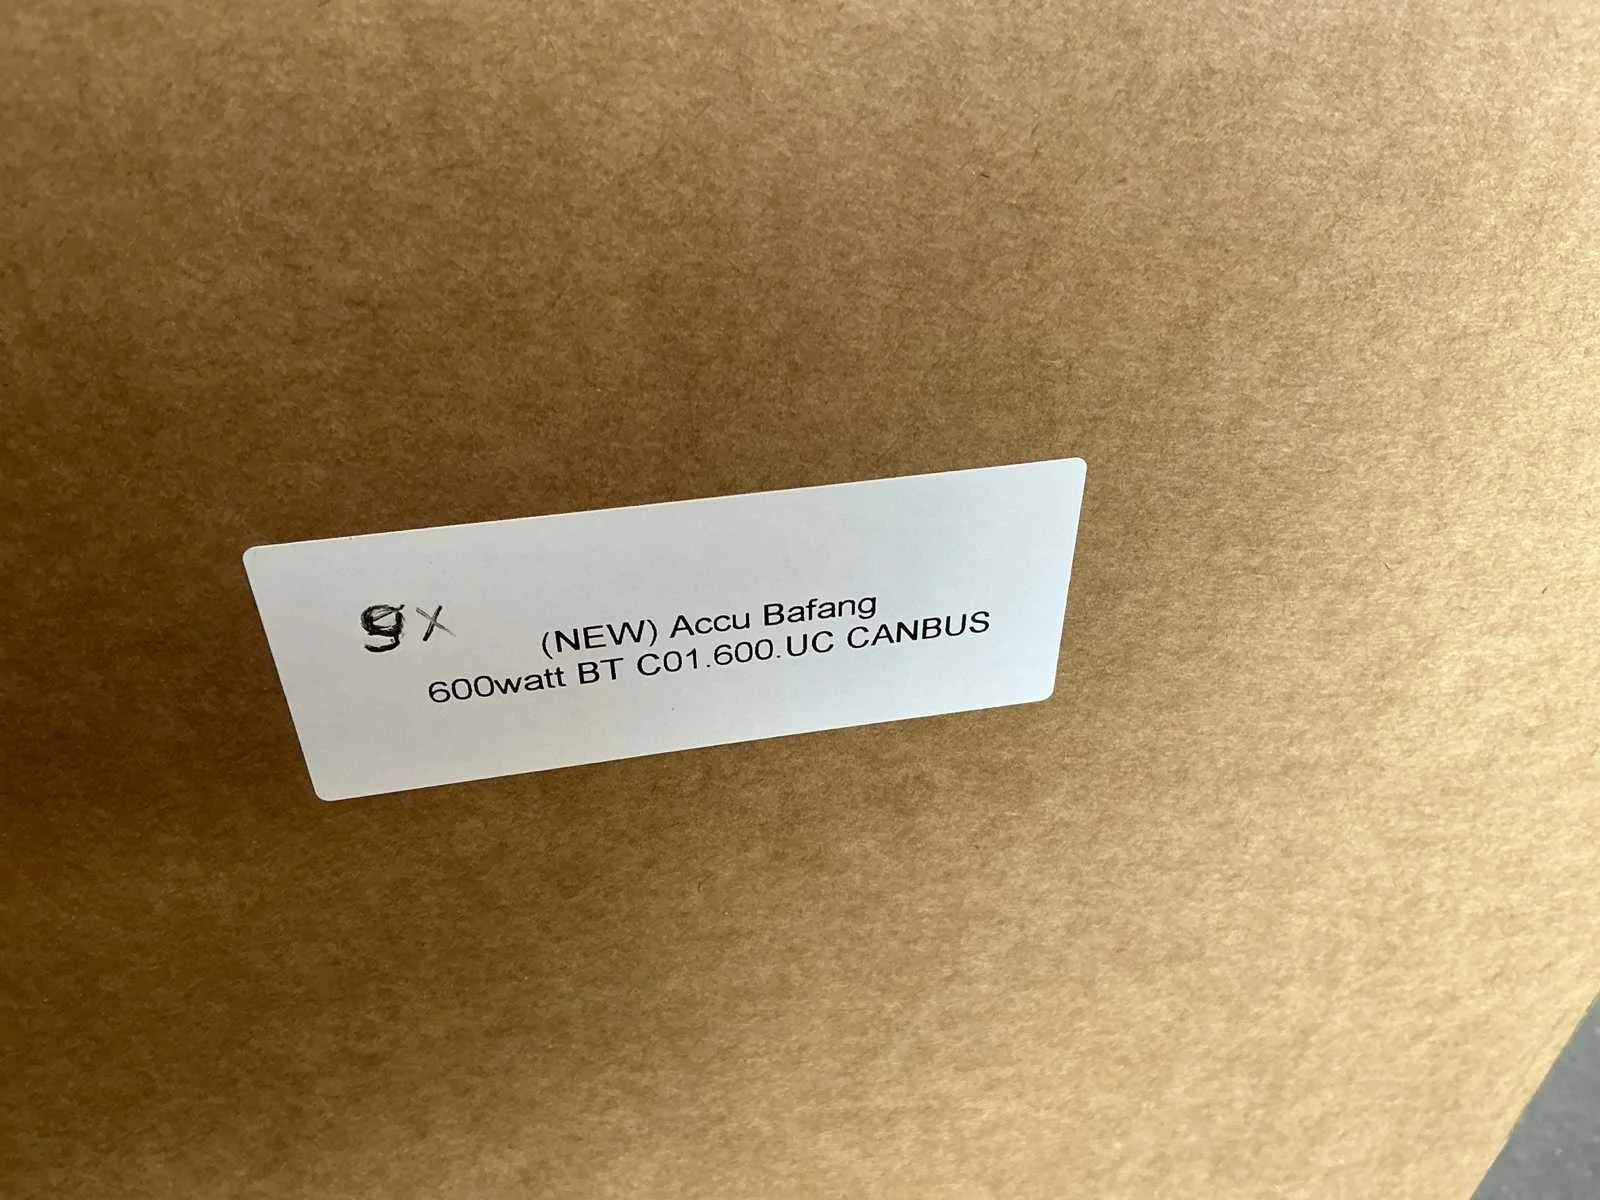 9x
(NEW) Accu Bafang
600watt BT C01.600.UC CANBUS